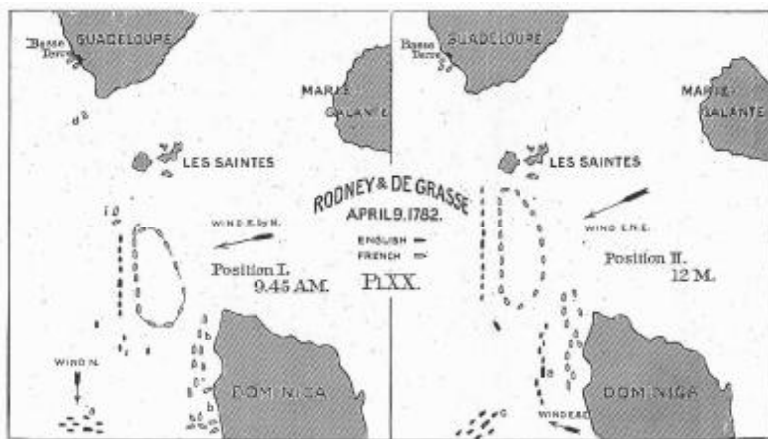 GUADELOUPE
Basse
Terre
MARIE
GALANTE
d
LES SAINTES
WIND E. by N.
Position I.
9.45 AM.
WIND N.
a
b
b
DOMINICA
RODNEY & DE GRASSE
APRIL 9. 1782.
ENGLISH
FRENCH
Pl XX.
GUADELOUPE
Basse
Terre
MARIE
GALANTE
LES SAINTES
WIND E.N.E.
Position II.
12 M.
a
b
c
DOMINICA